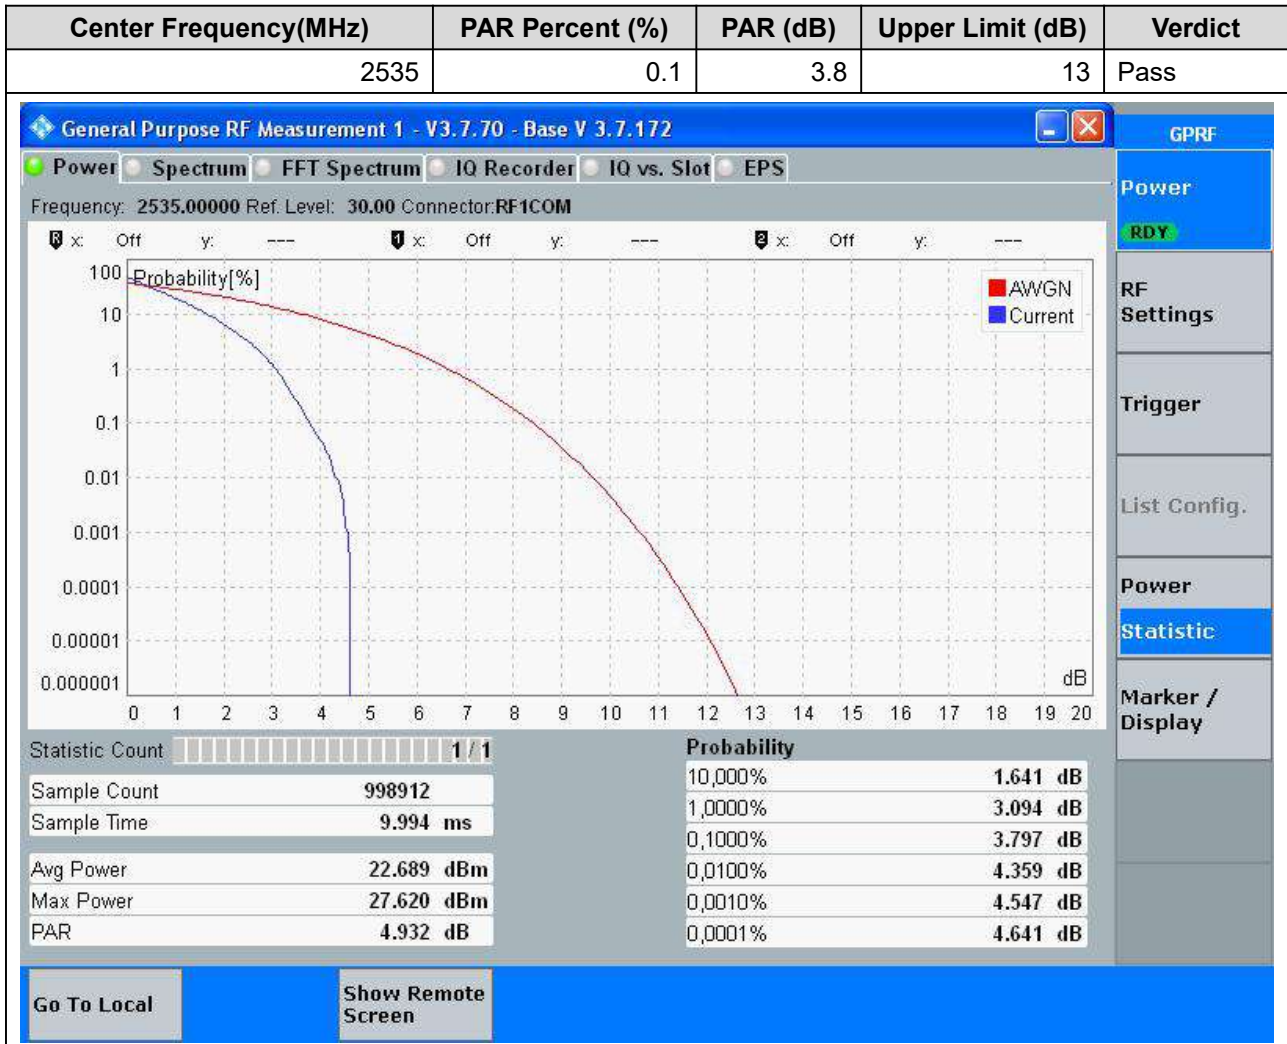 Center Frequency(MHz) PAR Percent (%) PAR (dB) Upper Limit (dB) Verdict
2535 0.1 3.8 13 Pass
General Purpose RF Measurement 1 - V3.7.70 - Base V 3.7.172
GPRF
Power Spectrum FFT Spectrum IQ Recorder IQ vs. Slot EPS
Power
RDY
Frequency: 2535.00000 Ref. Level: 30.00 Connector:RF1COM
R x: Off y: --- 1 x: Off y: --- 2 x: Off y: ---
Probability[%]
100
10
1
0.1
0.01
0.001
0.0001
0.00001
0.000001
AWGN
Current
dB
0 1 2 3 4 5 6 7 8 9 10 11 12 13 14 15 16 17 18 19 20
RF
Settings
Trigger
List Config.
Power
Statistic
Marker /
Display
Statistic Count 1 / 1
Sample Count 998912
Sample Time 9.994 ms
Avg Power 22.689 dBm
Max Power 27.620 dBm
PAR 4.932 dB
Probability
10,000% 1.641 dB
1,0000% 3.094 dB
0,1000% 3.797 dB
0,0100% 4.359 dB
0,0010% 4.547 dB
0,0001% 4.641 dB
Go To Local
Show Remote
Screen